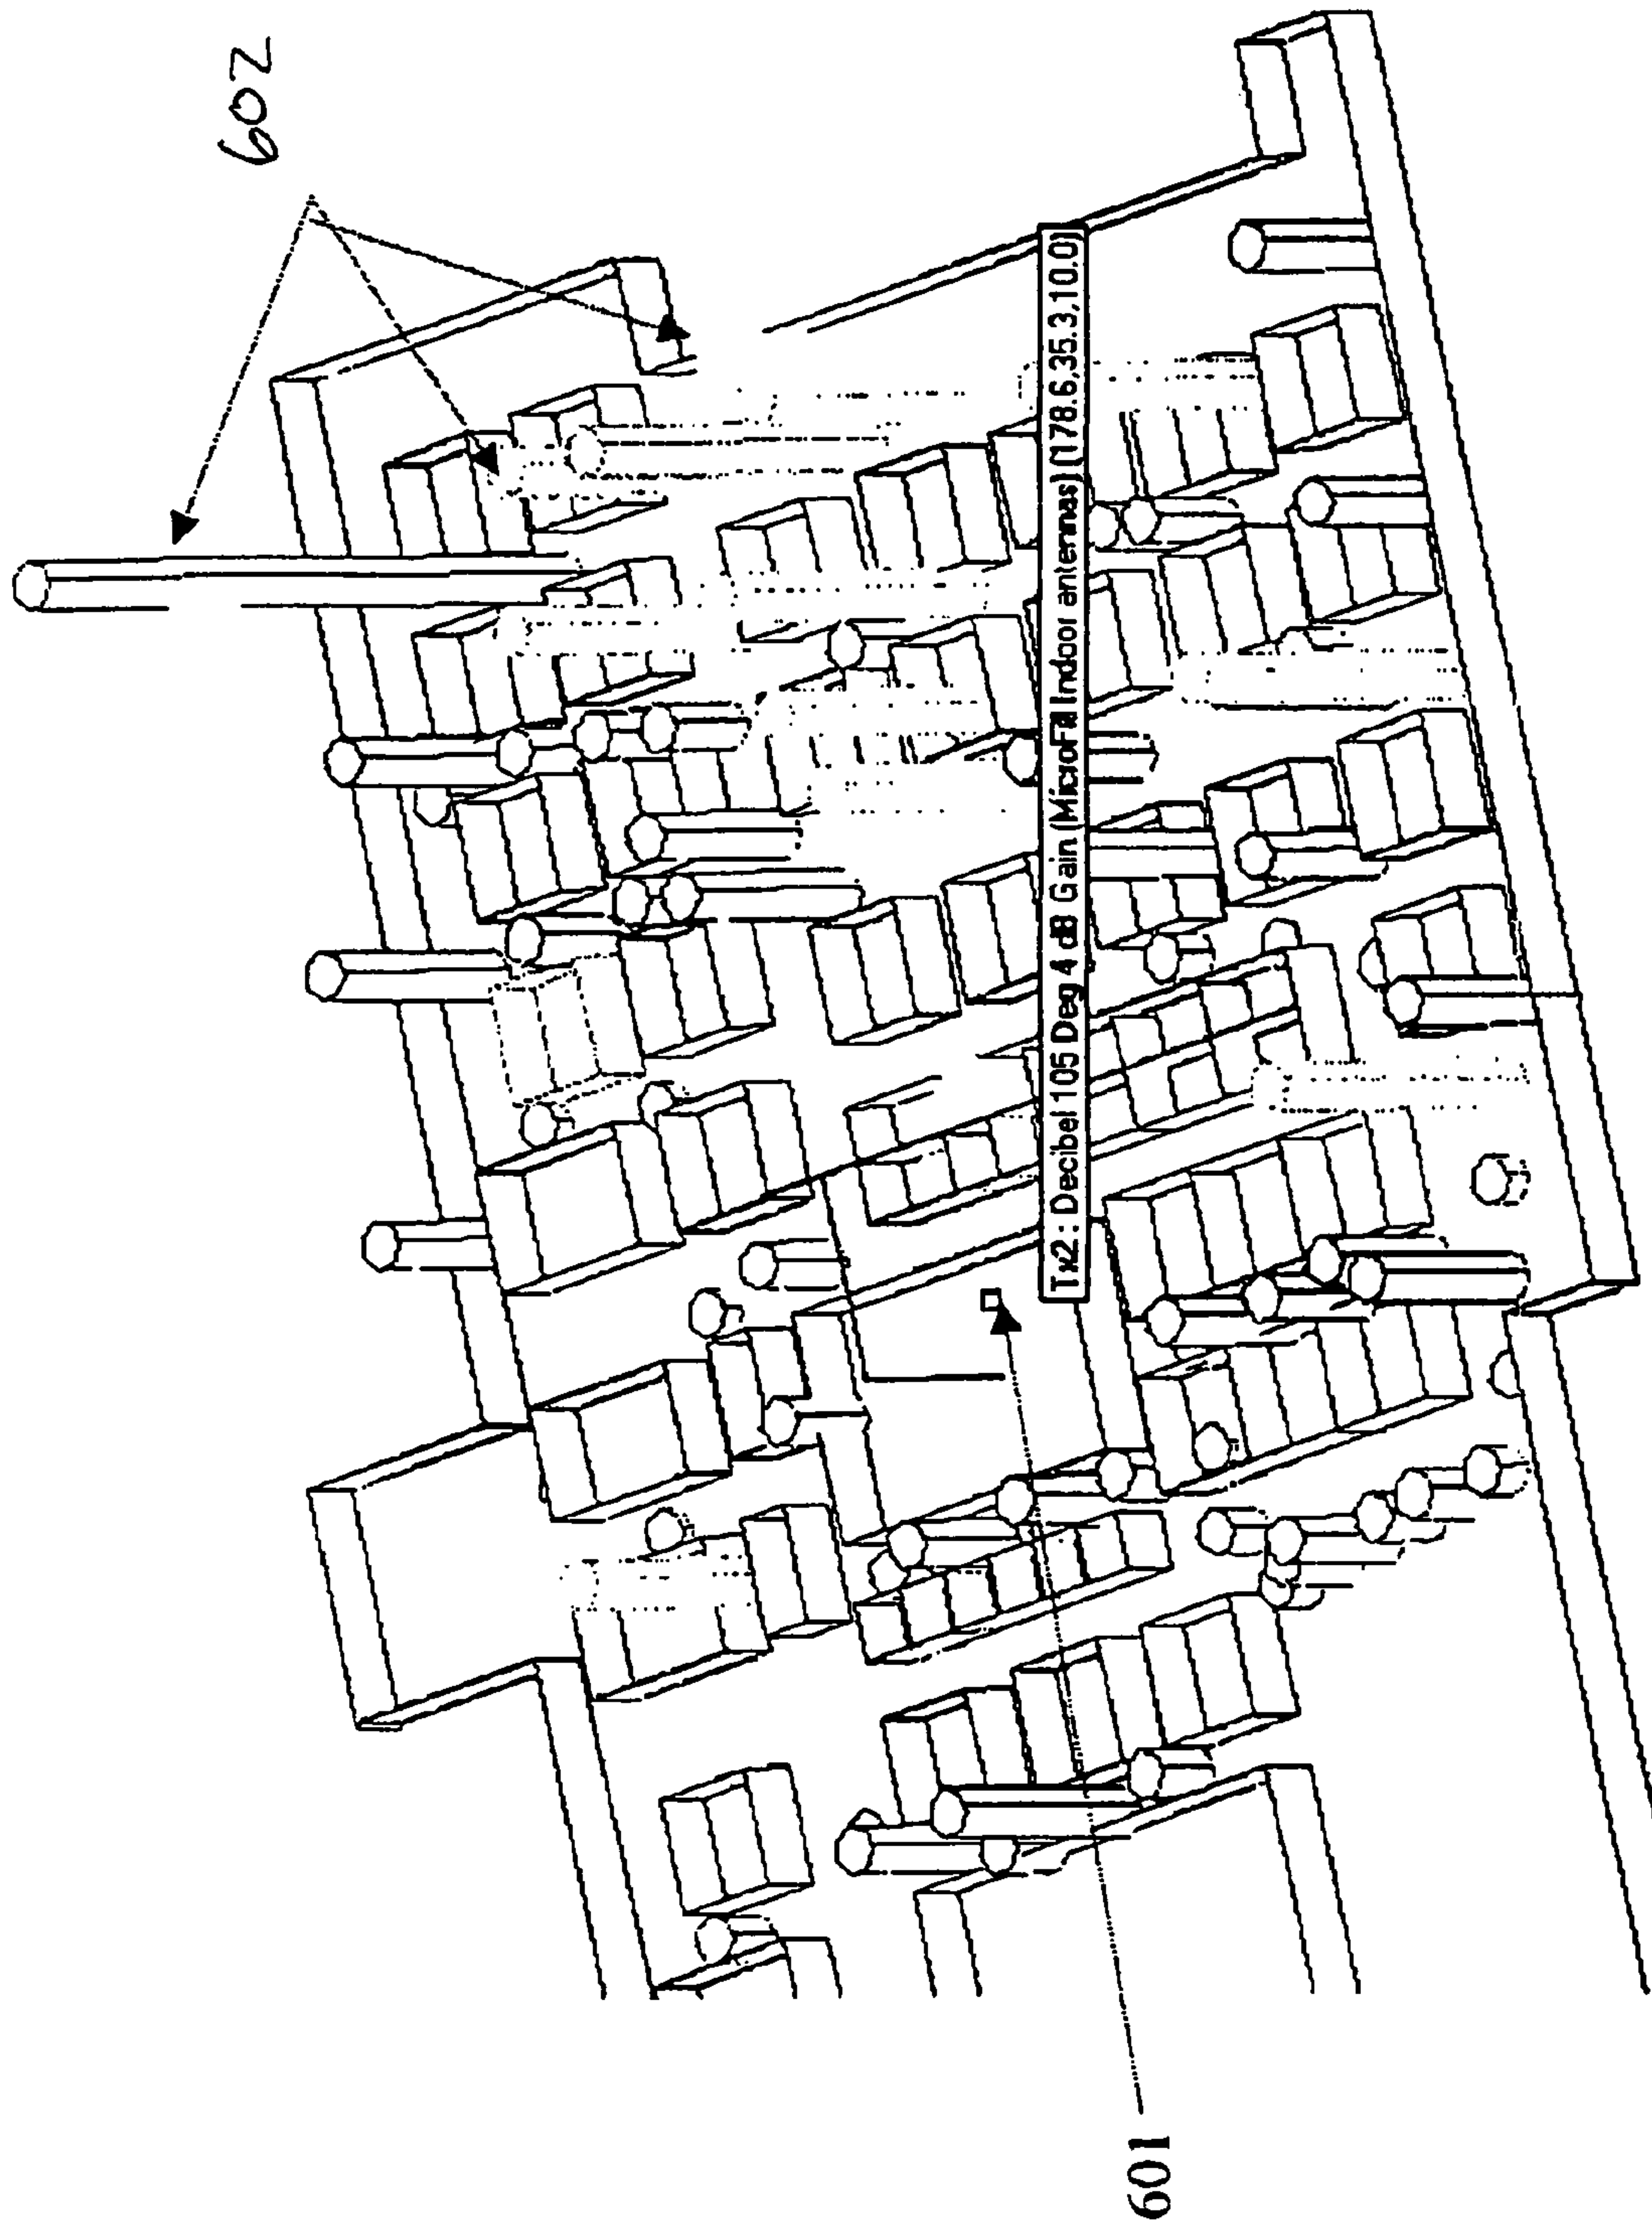 602
Tx2 : Decibel 105 Deg 4 dB Gain (MicroFill Indoor antennas) (178.6,35.3,10.0)
601